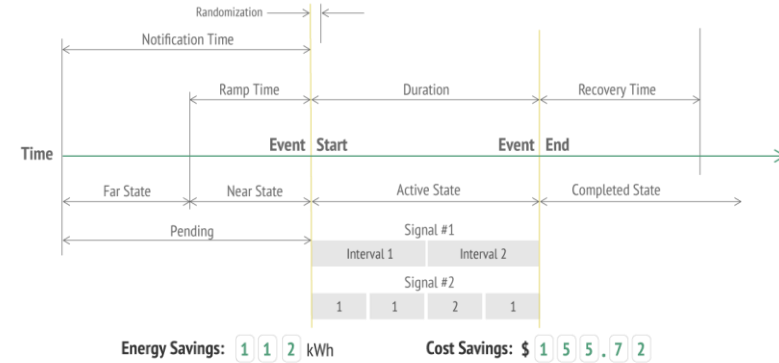 Randomization
Notification Time
Ramp Time Duration Recovery Time
Time Event Start Event End
Far State Near State Active State Completed State
Pending Signal #1
Interval 1 Interval 2
Signal #2
1 1 2 1
Energy Savings: 1 1 2 kWh Cost Savings: $ 1 5 5 . 7 2